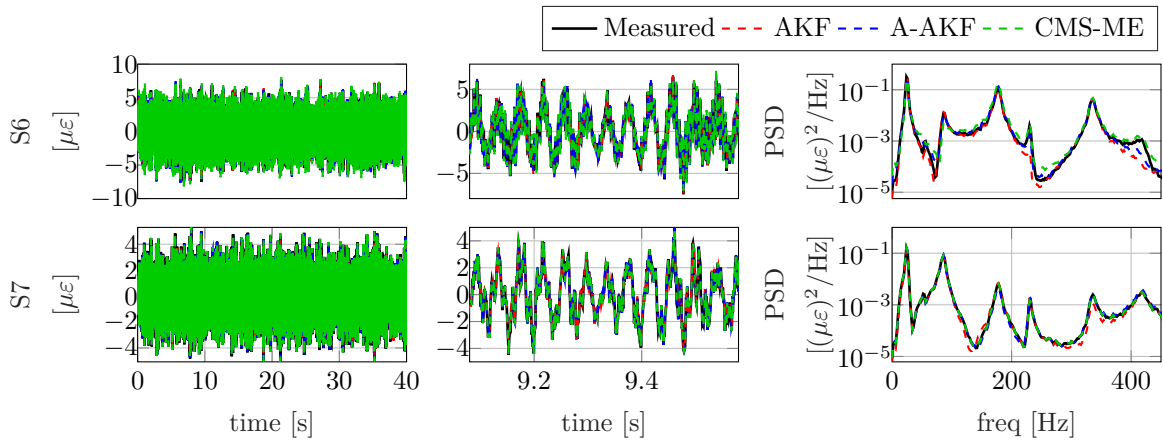 Measured AKF A-AKF CMS-ME
S6
[με]
10
5
0
−5
−10
5
0
−5
PSD
[(με)²/Hz]
10⁻¹
10⁻³
10⁻⁵
S7
[με]
4
2
0
−2
−4
4
2
0
−2
−4
PSD
[(με)²/Hz]
10⁻¹
10⁻³
10⁻⁵
0 10 20 30 40
9.2 9.4
0 200 400
time [s]
time [s]
freq [Hz]